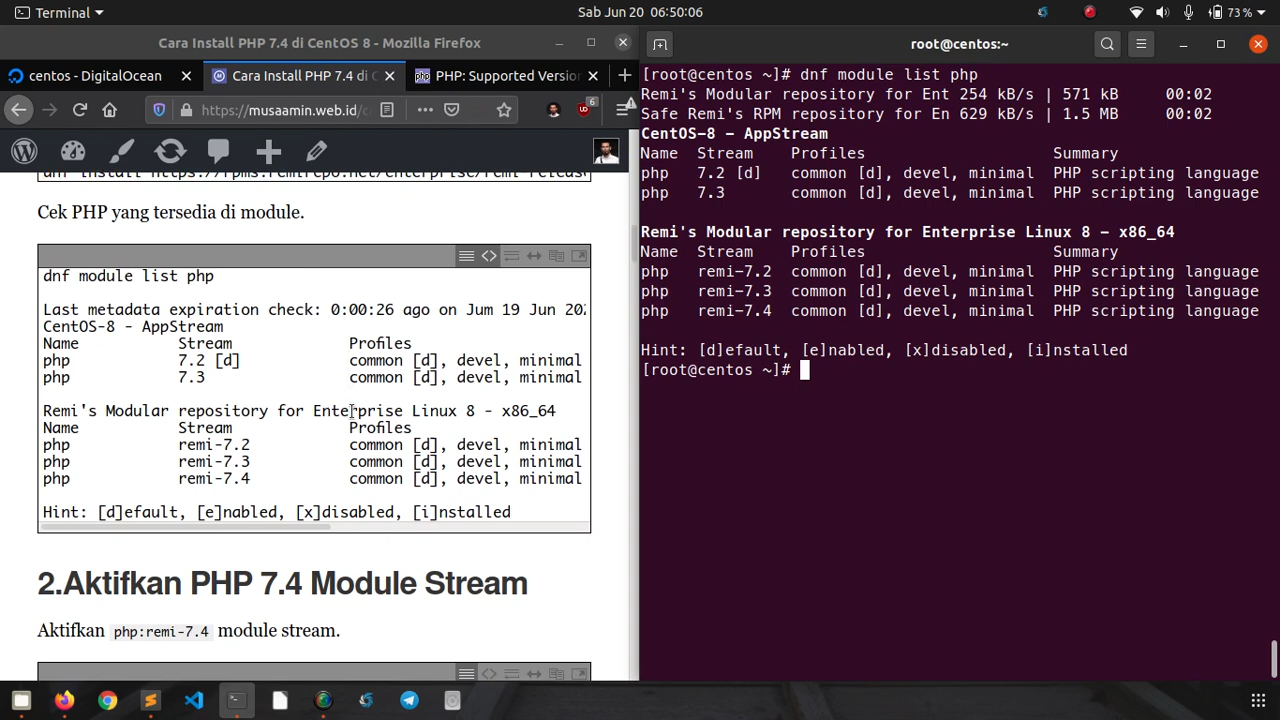 Terminal
Sab Jun 20 06:50:06
73 %
Cara Install PHP 7.4 di CentOS 8 - Mozilla Firefox
centos - DigitalOcean
Cara Install PHP 7.4 di C
PHP: Supported Version
https://musaamin.web.id/
6
dnf install https://rpms.remirepo.net/enterprise/remi-release
Cek PHP yang tersedia di module.
dnf module list php
Last metadata expiration check: 0:00:26 ago on Jum 19 Jun 202
CentOS-8 - AppStream
Name Stream Profiles
php 7.2 [d] common [d], devel, minimal
php 7.3 common [d], devel, minimal
Remi's Modular repository for Enterprise Linux 8 - x86_64
Name Stream Profiles
php remi-7.2 common [d], devel, minimal
php remi-7.3 common [d], devel, minimal
php remi-7.4 common [d], devel, minimal
Hint: [d]efault, [e]nabled, [x]disabled, [i]nstalled
2.Aktifkan PHP 7.4 Module Stream
Aktifkan php:remi-7.4 module stream.
root@centos:~
[root@centos ~]# dnf module list php
Remi's Modular repository for Ent 254 kB/s | 571 kB 00:02
Safe Remi's RPM repository for En 629 kB/s | 1.5 MB 00:02
CentOS-8 - AppStream
Name Stream Profiles Summary
php 7.2 [d] common [d], devel, minimal PHP scripting language
php 7.3 common [d], devel, minimal PHP scripting language
Remi's Modular repository for Enterprise Linux 8 - x86_64
Name Stream Profiles Summary
php remi-7.2 common [d], devel, minimal PHP scripting language
php remi-7.3 common [d], devel, minimal PHP scripting language
php remi-7.4 common [d], devel, minimal PHP scripting language
Hint: [d]efault, [e]nabled, [x]disabled, [i]nstalled
[root@centos ~]#